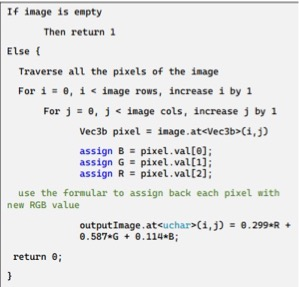 If image is empty
Then return 1
Else {
Traverse all the pixels of the image
For i = 0, i < image rows, increase i by 1
For j = 0, j < image cols, increase j by 1
Vec3b pixel = image.at<Vec3b>(i,j)
assign B = pixel.val[0];
assign G = pixel.val[1];
assign R = pixel.val[2];
use the formular to assign back each pixel with
new RGB value
outputImage.at<uchar>(i,j) = 0.299*R +
0.587*G + 0.114*B;
return 0;
}